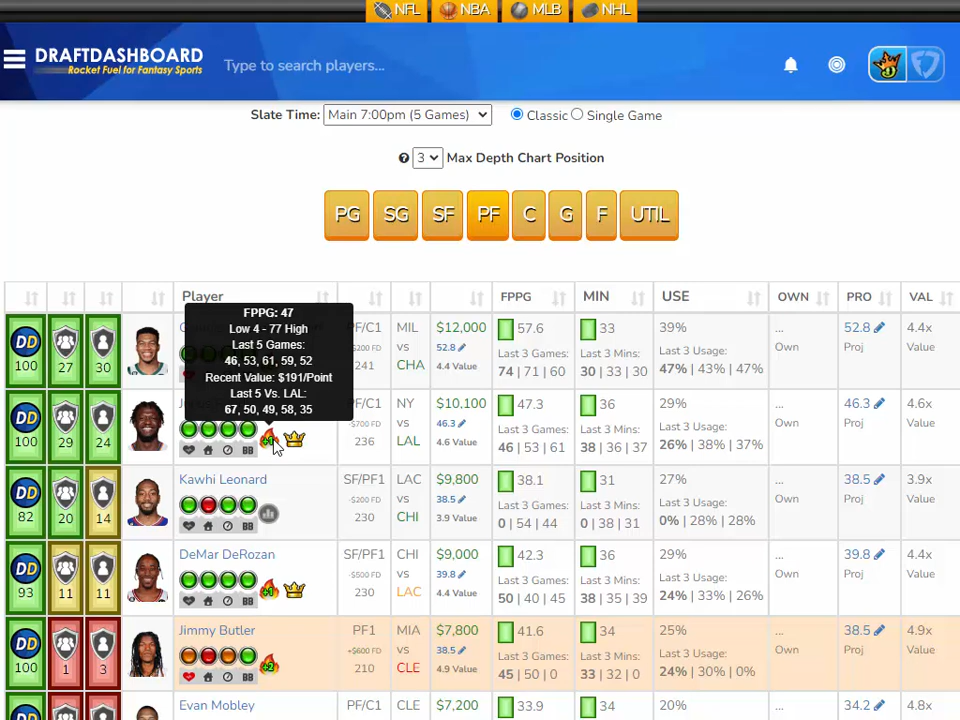 NFL NBA MLB NHL
DRAFTDASHBOARD
Rocket Fuel for Fantasy Sports
Type to search players...
Slate Time: Main 7:00pm (5 Games) Classic Single Game
3 Max Depth Chart Position
PG SG SF PF C G F UTIL
Player FPPG MIN USE OWN PRO VAL
FPPG: 47
Low 4 - 77 High
Last 5 Games:
46, 53, 61, 59, 52
Recent Value: $191/Point
Last 5 Vs. LAL:
67, 50, 49, 58, 35
DD 100 27 30 PF/C1 MIL $12,000 57.6 33 39% ... 52.8 4.4x
$200 FD vs 52.8 Last 3 Games: Last 3 Mins: Last 3 Usage: Own Proj Value
241 CHA 4.4 Value 74 | 71 | 60 30 | 33 | 30 47% | 43% | 47%
DD 100 29 24 PF/C1 NY $10,100 47.3 36 29% ... 46.3 4.6x
-$700 FD vs 46.3 Last 3 Games: Last 3 Mins: Last 3 Usage: Own Proj Value
+1 236 LAL 4.6 Value 46 | 53 | 61 38 | 36 | 37 26% | 38% | 37%
DD 82 20 14 Kawhi Leonard SF/PF1 LAC $9,800 38.1 31 27% ... 38.5 3.9x
-$200 FD vs 38.5 Last 3 Games: Last 3 Mins: Last 3 Usage: Own Proj Value
BB 230 CHI 3.9 Value 0 | 54 | 44 0 | 38 | 31 0% | 28% | 28%
DD 93 11 11 DeMar DeRozan SF/PF1 CHI $9,000 42.3 36 29% ... 39.8 4.4x
-$500 FD vs 39.8 Last 3 Games: Last 3 Mins: Last 3 Usage: Own Proj Value
BB 230 LAC 4.4 Value 50 | 40 | 45 38 | 35 | 39 24% | 33% | 26%
DD 100 1 3 Jimmy Butler PF1 MIA $7,800 41.6 34 25% ... 38.5 4.9x
+$600 FD vs 38.5 Last 3 Games: Last 3 Mins: Last 3 Usage: Own Proj Value
BB +2 210 CLE 4.9 Value 45 | 50 | 0 33 | 32 | 0 24% | 30% | 0%
Evan Mobley PF/C1 CLE $7,200 33.9 34 20% ... 34.2 4.8x